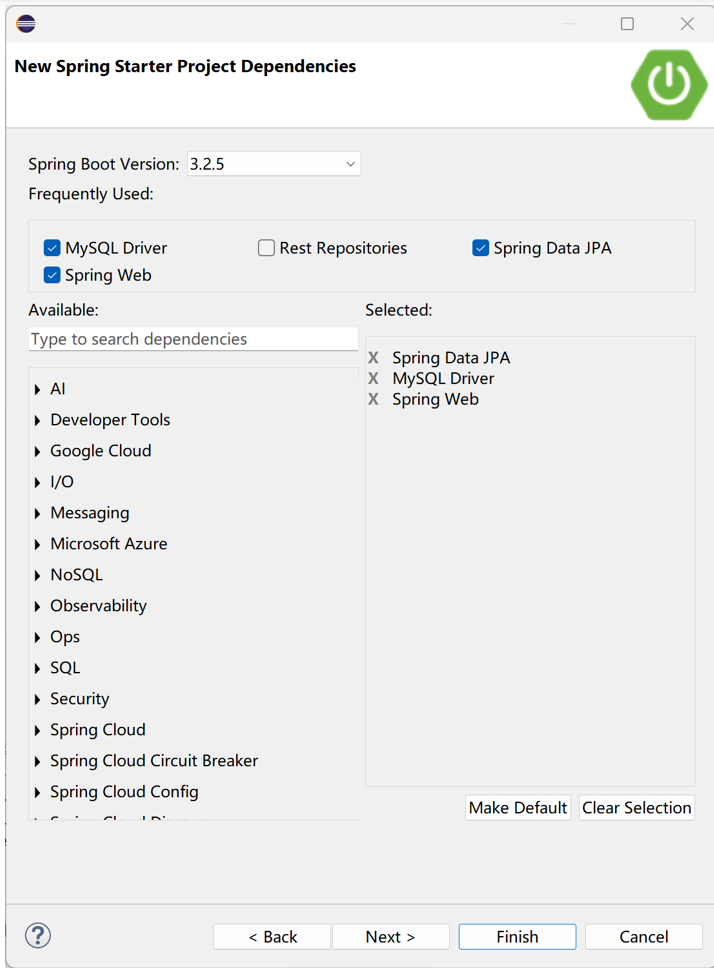 New Spring Starter Project Dependencies
Spring Boot Version: 3.2.5
Frequently Used:
MySQL Driver Rest Repositories Spring Data JPA
Spring Web
Available: Selected:
Type to search dependencies
X Spring Data JPA
X MySQL Driver
X Spring Web
AI
Developer Tools
Google Cloud
I/O
Messaging
Microsoft Azure
NoSQL
Observability
Ops
SQL
Security
Spring Cloud
Spring Cloud Circuit Breaker
Spring Cloud Config
Spring Cloud
Make Default Clear Selection
? < Back Next > Finish Cancel